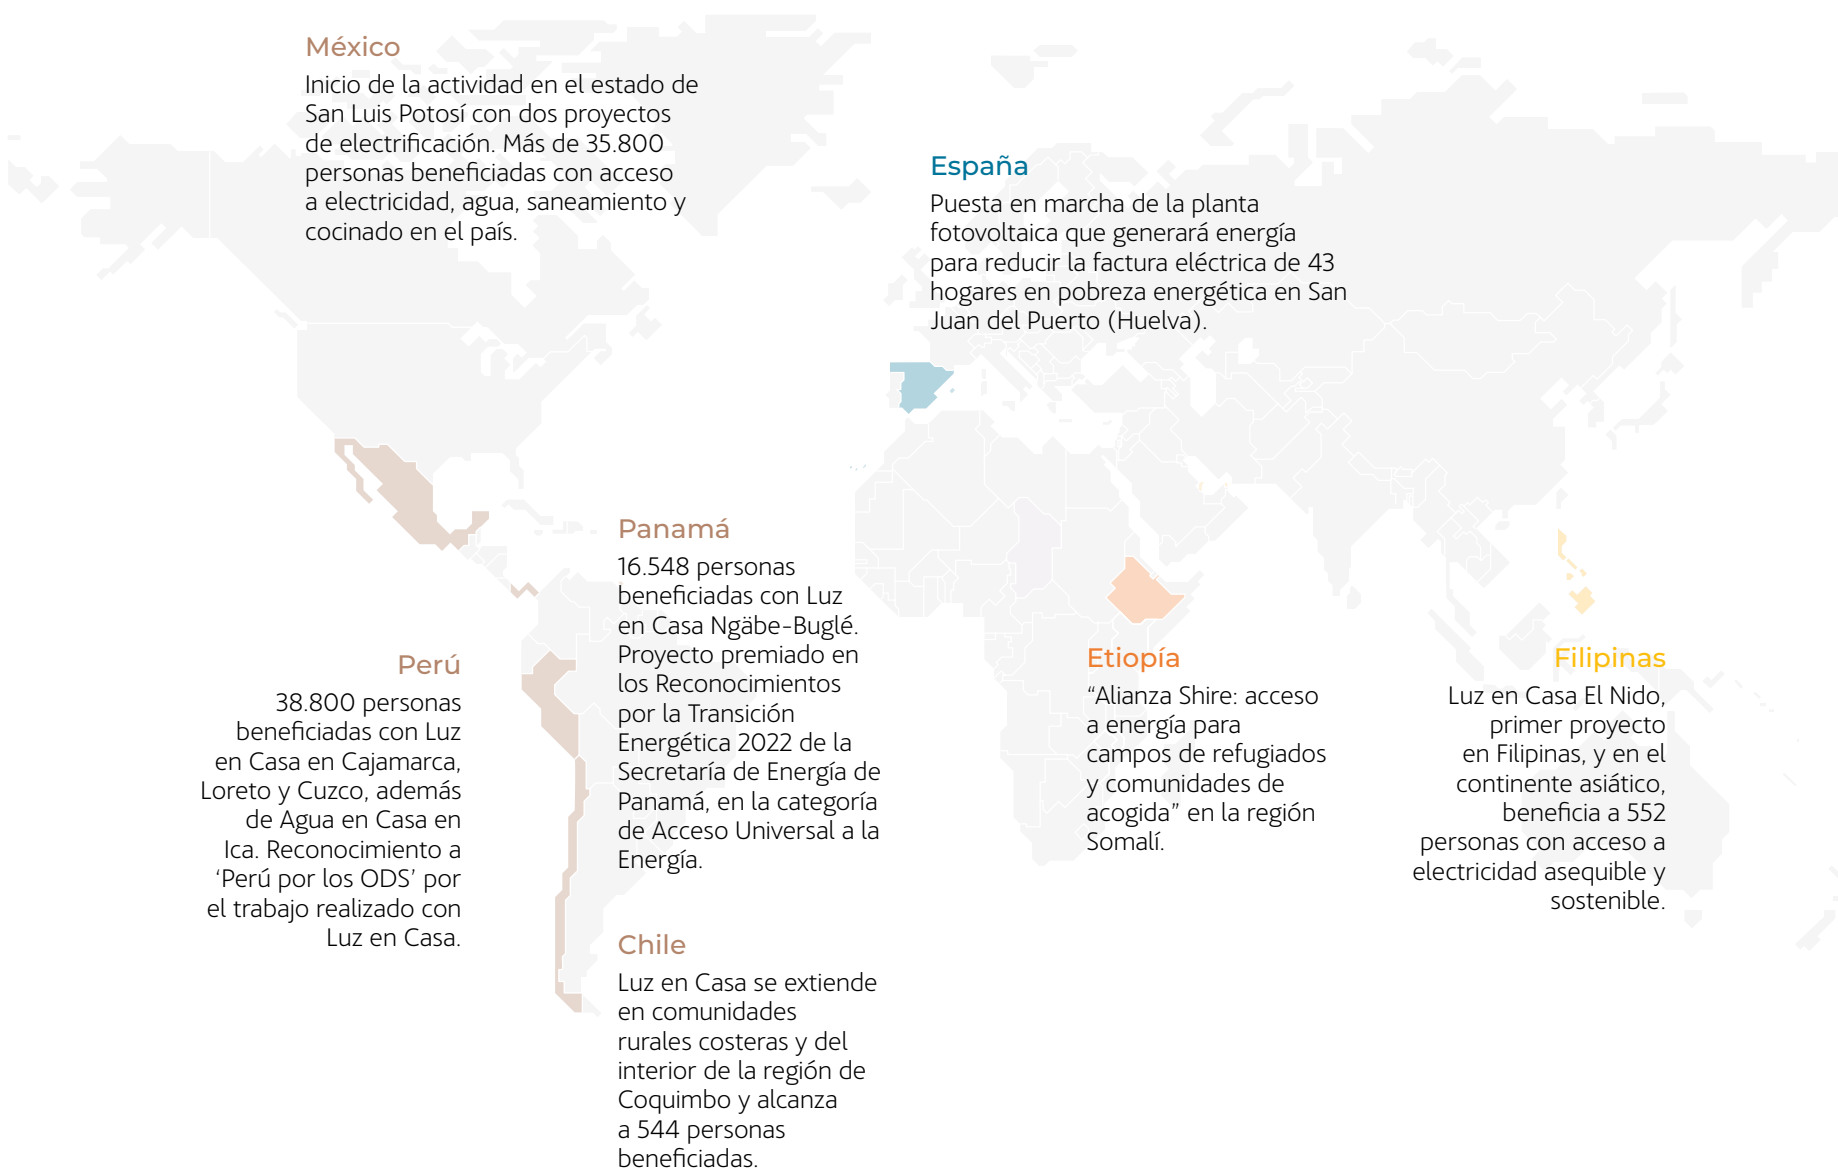 México
Inicio de la actividad en el estado de
San Luis Potosí con dos proyectos
de electrificación. Más de 35.800
personas beneficiadas con acceso
a electricidad, agua, saneamiento y
cocinado en el país.
España
Puesta en marcha de la planta
fotovoltaica que generará energía
para reducir la factura eléctrica de 43
hogares en pobreza energética en San
Juan del Puerto (Huelva).
Panamá
16.548 personas
beneficiadas con Luz
en Casa Ngäbe-Buglé.
Proyecto premiado en
los Reconocimientos
por la Transición
Energética 2022 de la
Secretaría de Energía de
Panamá, en la categoría
de Acceso Universal a la
Energía.
Perú
38.800 personas
beneficiadas con Luz
en Casa en Cajamarca,
Loreto y Cuzco, además
de Agua en Casa en
Ica. Reconocimiento a
‘Perú por los ODS’ por
el trabajo realizado con
Luz en Casa.
Etiopía
“Alianza Shire: acceso
a energía para
campos de refugiados
y comunidades de
acogida” en la región
Somalí.
Filipinas
Luz en Casa El Nido,
primer proyecto
en Filipinas, y en el
continente asiático,
beneficia a 552
personas con acceso a
electricidad asequible y
sostenible.
Chile
Luz en Casa se extiende
en comunidades
rurales costeras y del
interior de la región de
Coquimbo y alcanza
a 544 personas
beneficiadas.